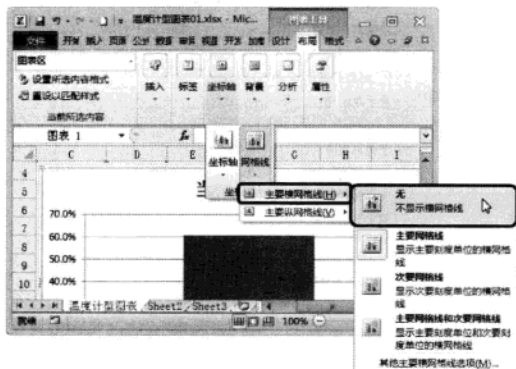 温度计型图表01.xlsx - Mic...
图表工具
文件 开始 插入 页面 公式 数据 审阅 视图 开发 加载 设计 布局 格式
图表区
设置所选内容格式
重设以匹配样式
当前所选内容
插入 标签 坐标轴 背景 分析 属性
图表 1
fx
坐标轴 网格线
C D E G H I
4
5
6
7
8
9
10
70.0%
60.0%
50.0%
40.0%
主要横网格线(H)
主要纵网格线(V)
无
不显示横网格线
主要网格线
显示主要刻度单位的横网格线
次要网格线
显示次要刻度单位的横网格线
主要网格线和次要网格线
显示主要刻度单位和次要刻度单位的横网格线
其他主要横网格线选项(M)...
温度计型图表 Sheet2 Sheet3
就绪
100%